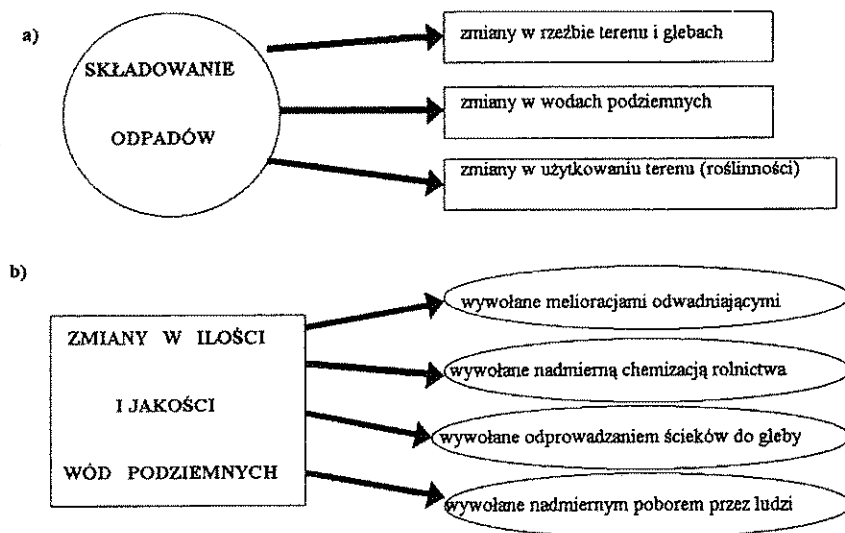 a)
SKŁADOWANIE
ODPADÓW
zmiany w rzeźbie terenu i glebach
zmiany w wodach podziemnych
zmiany w użytkowaniu terenu (roślinności)
b)
ZMIANY W ILOŚCI
I JAKOŚCI
WÓD PODZIEMNYCH
wywołane melioracjami odwadniającymi
wywołane nadmierną chemizacją rolnictwa
wywołane odprowadzaniem ścieków do gleby
wywołane nadmiernym poborem przez ludzi